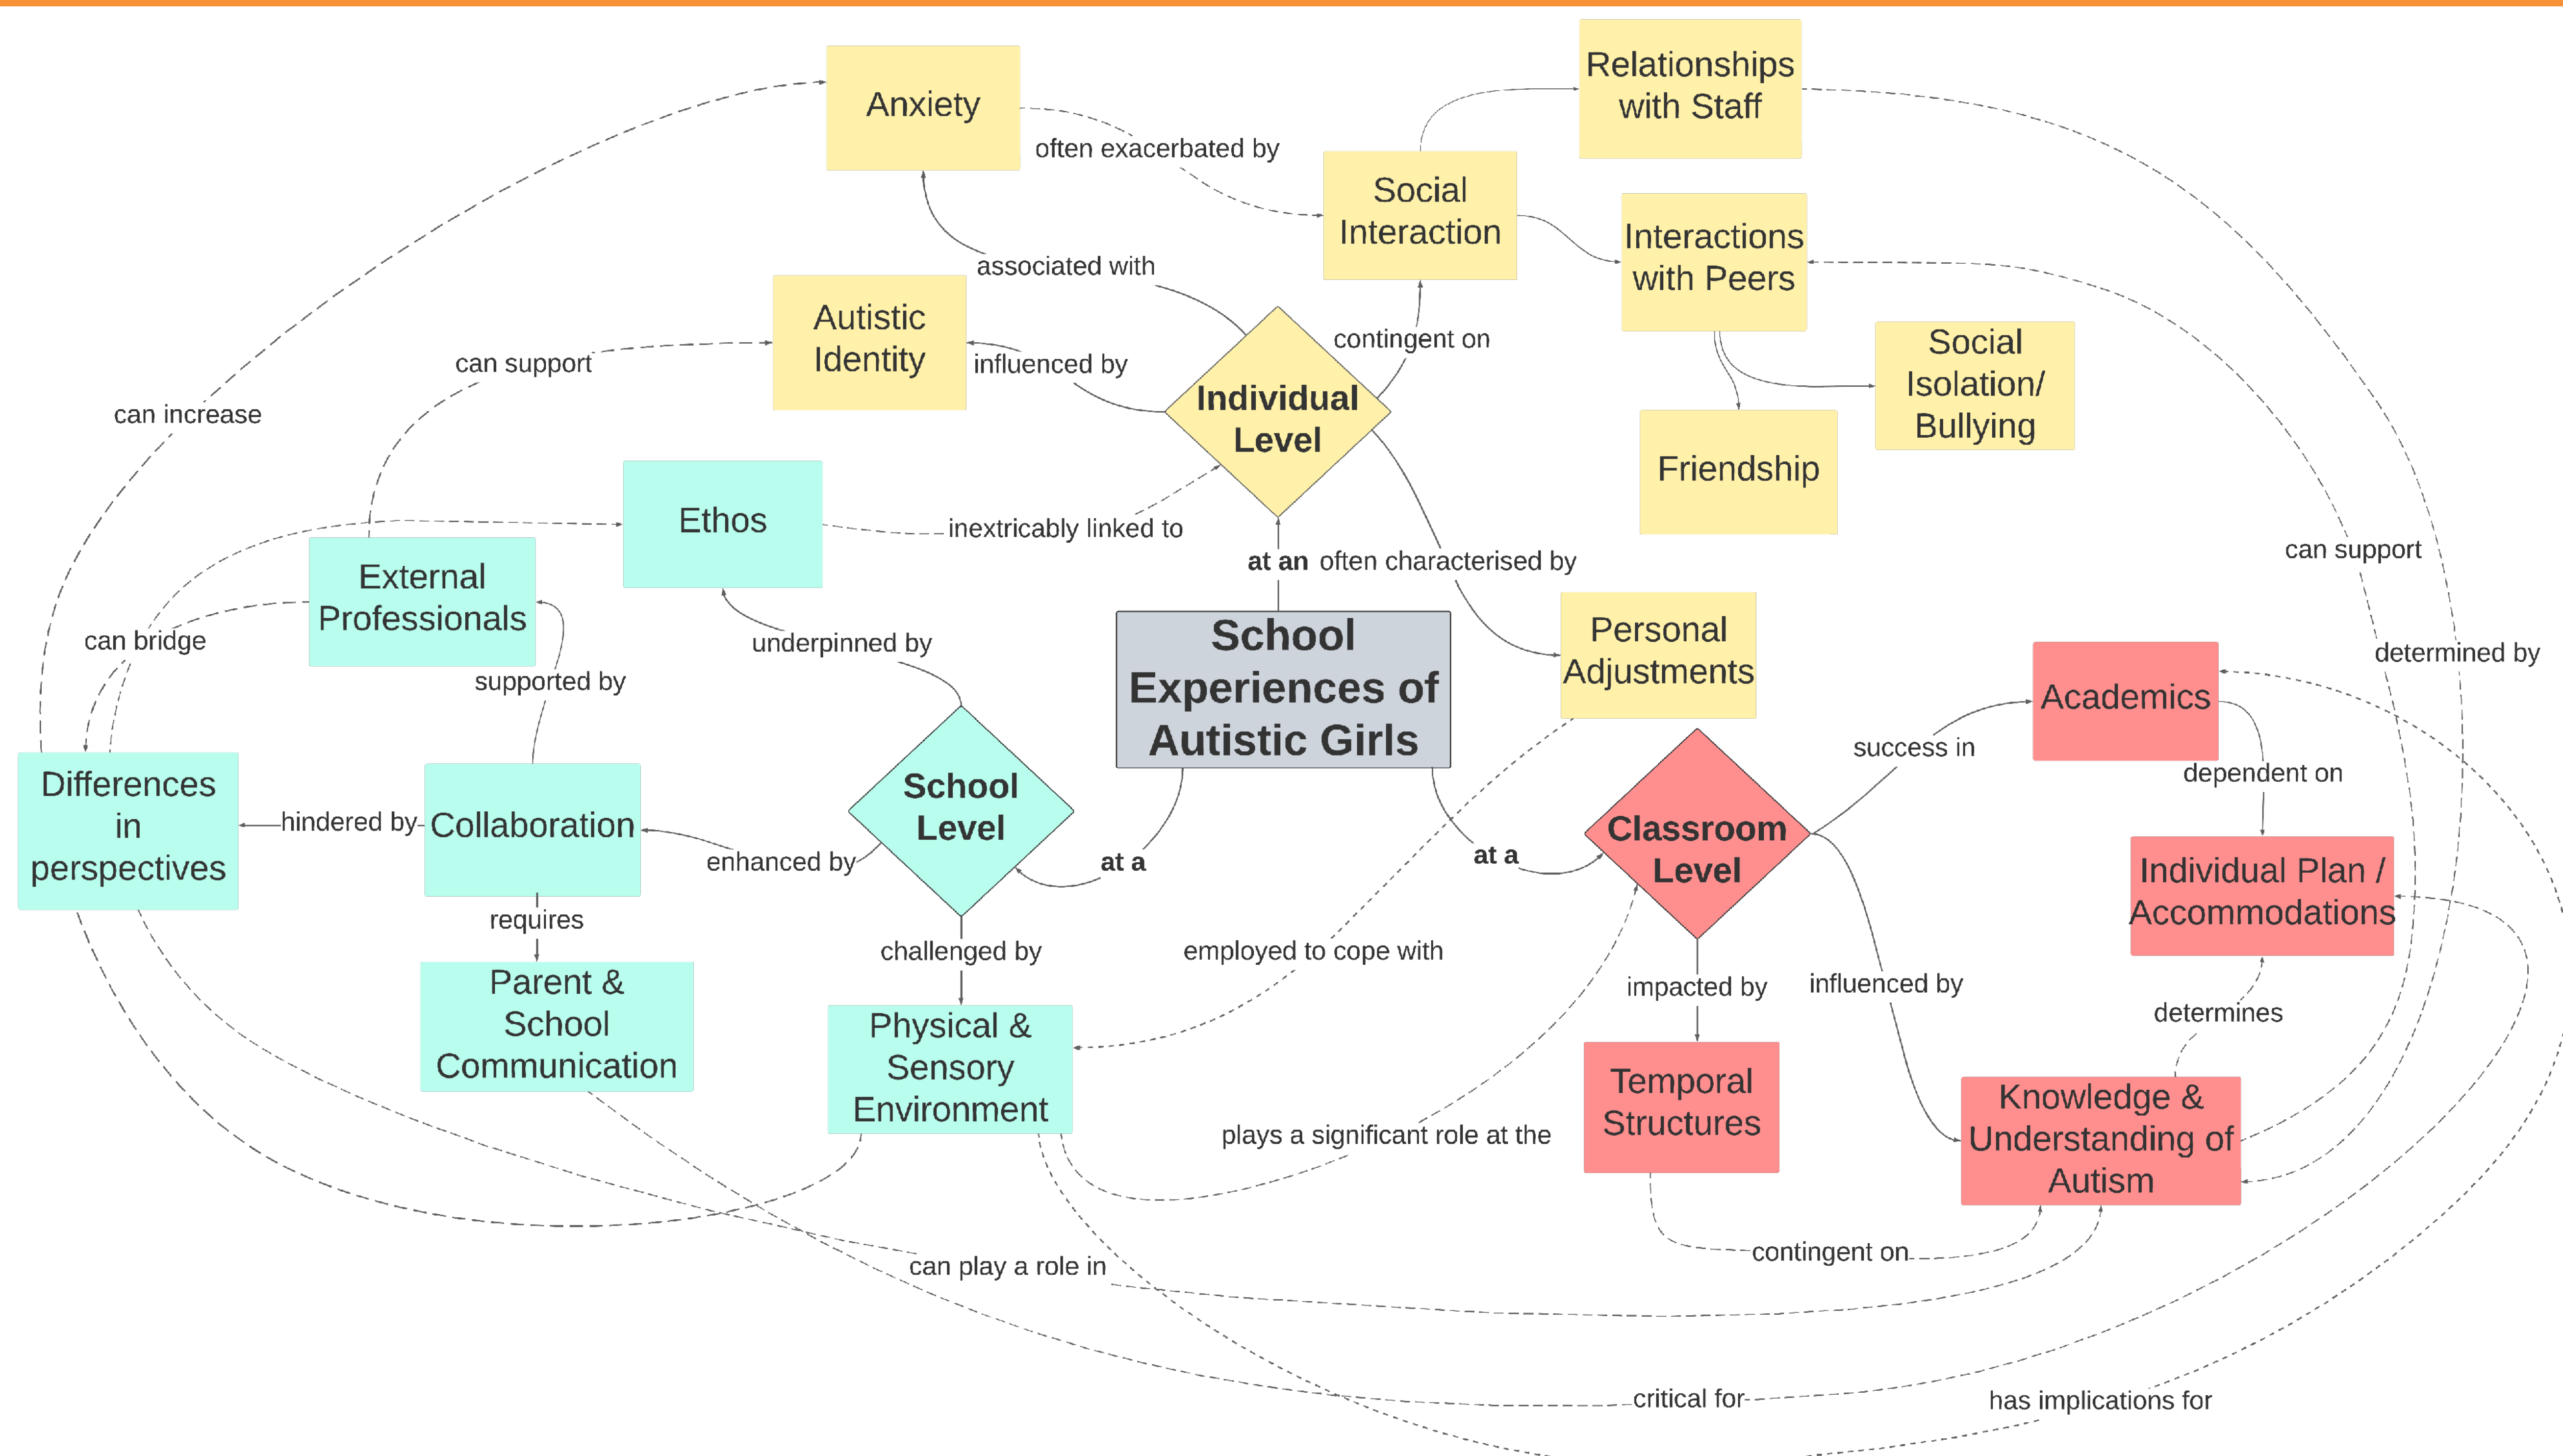 Relationships
with Staff
Anxiety
often exacerbated by
Social
Interaction
Interactions
with Peers
associated with
Autistic
Identity
influenced by
contingent on
can support
Social
Isolation/
Bullying
Individual
Level
can increase
Friendship
Ethos
inextricably linked to
at an
often characterised by
can support
External
Professionals
can bridge
underpinned by
School
Experiences of
Autistic Girls
Personal
Adjustments
determined by
supported by
Academics
success in
dependent on
Differences
in
perspectives
hindered by
Collaboration
enhanced by
School
Level
at a
at a
Classroom
Level
Individual Plan /
Accommodations
requires
challenged by
employed to cope with
impacted by
influenced by
determines
Parent &
School
Communication
Physical &
Sensory
Environment
plays a significant role at the
Temporal
Structures
Knowledge &
Understanding of
Autism
contingent on
can play a role in
critical for
has implications for